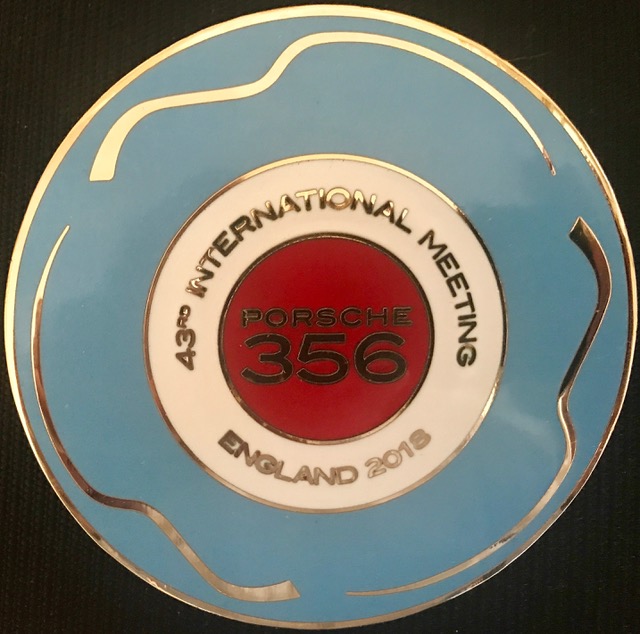 43RD INTERNATIONAL MEETING
PORSCHE
356
ENGLAND 2018